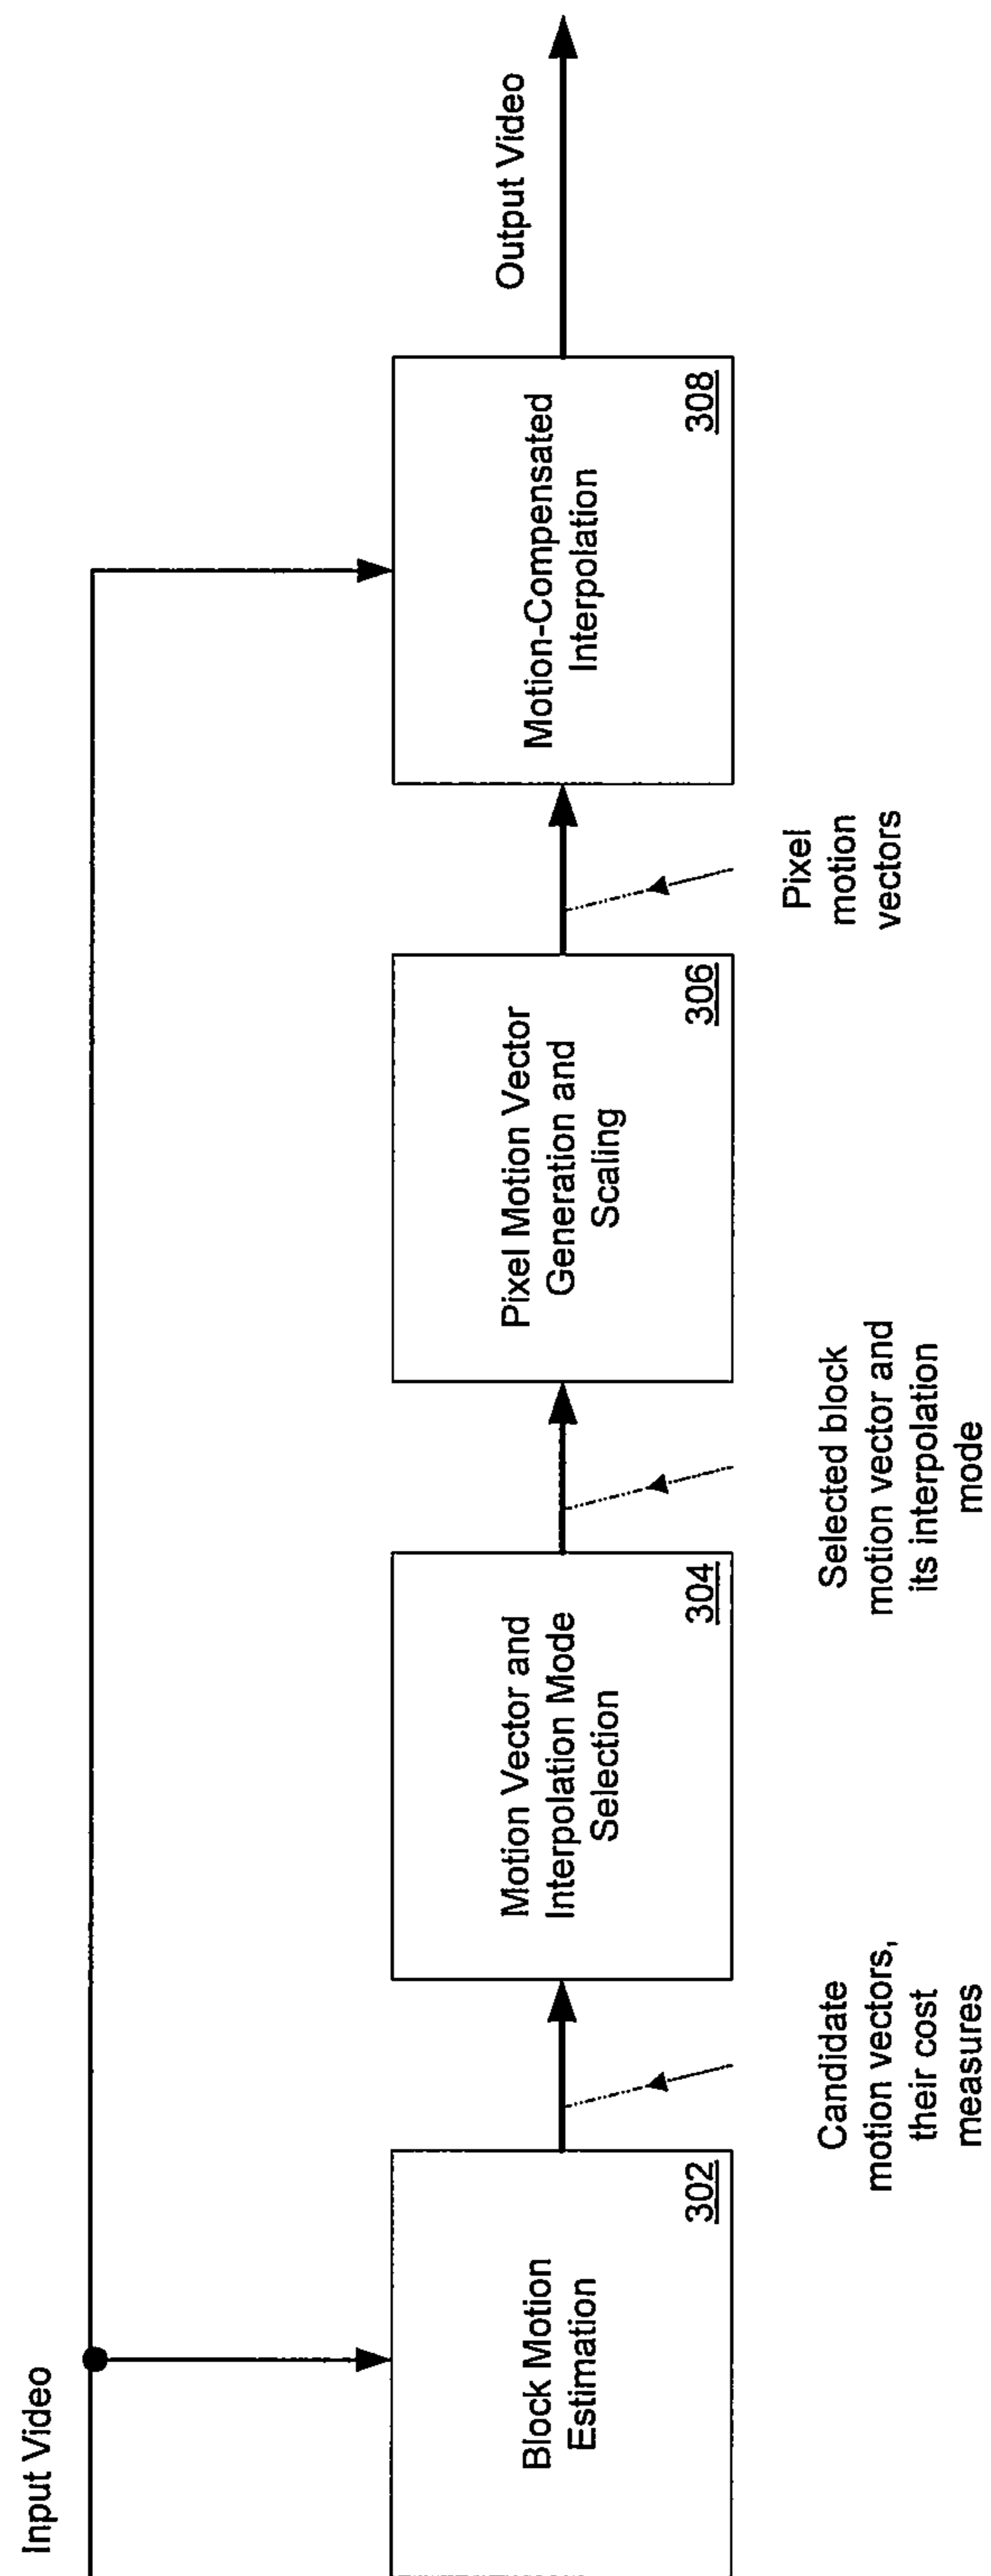 Input Video
Block Motion
Estimation
302
Candidate
motion vectors,
their cost
measures
Motion Vector and
Interpolation Mode
Selection
304
Selected block
motion vector and
its interpolation
mode
Pixel Motion Vector
Generation and
Scaling
306
Pixel
motion
vectors
Motion-Compensated
Interpolation
308
Output Video